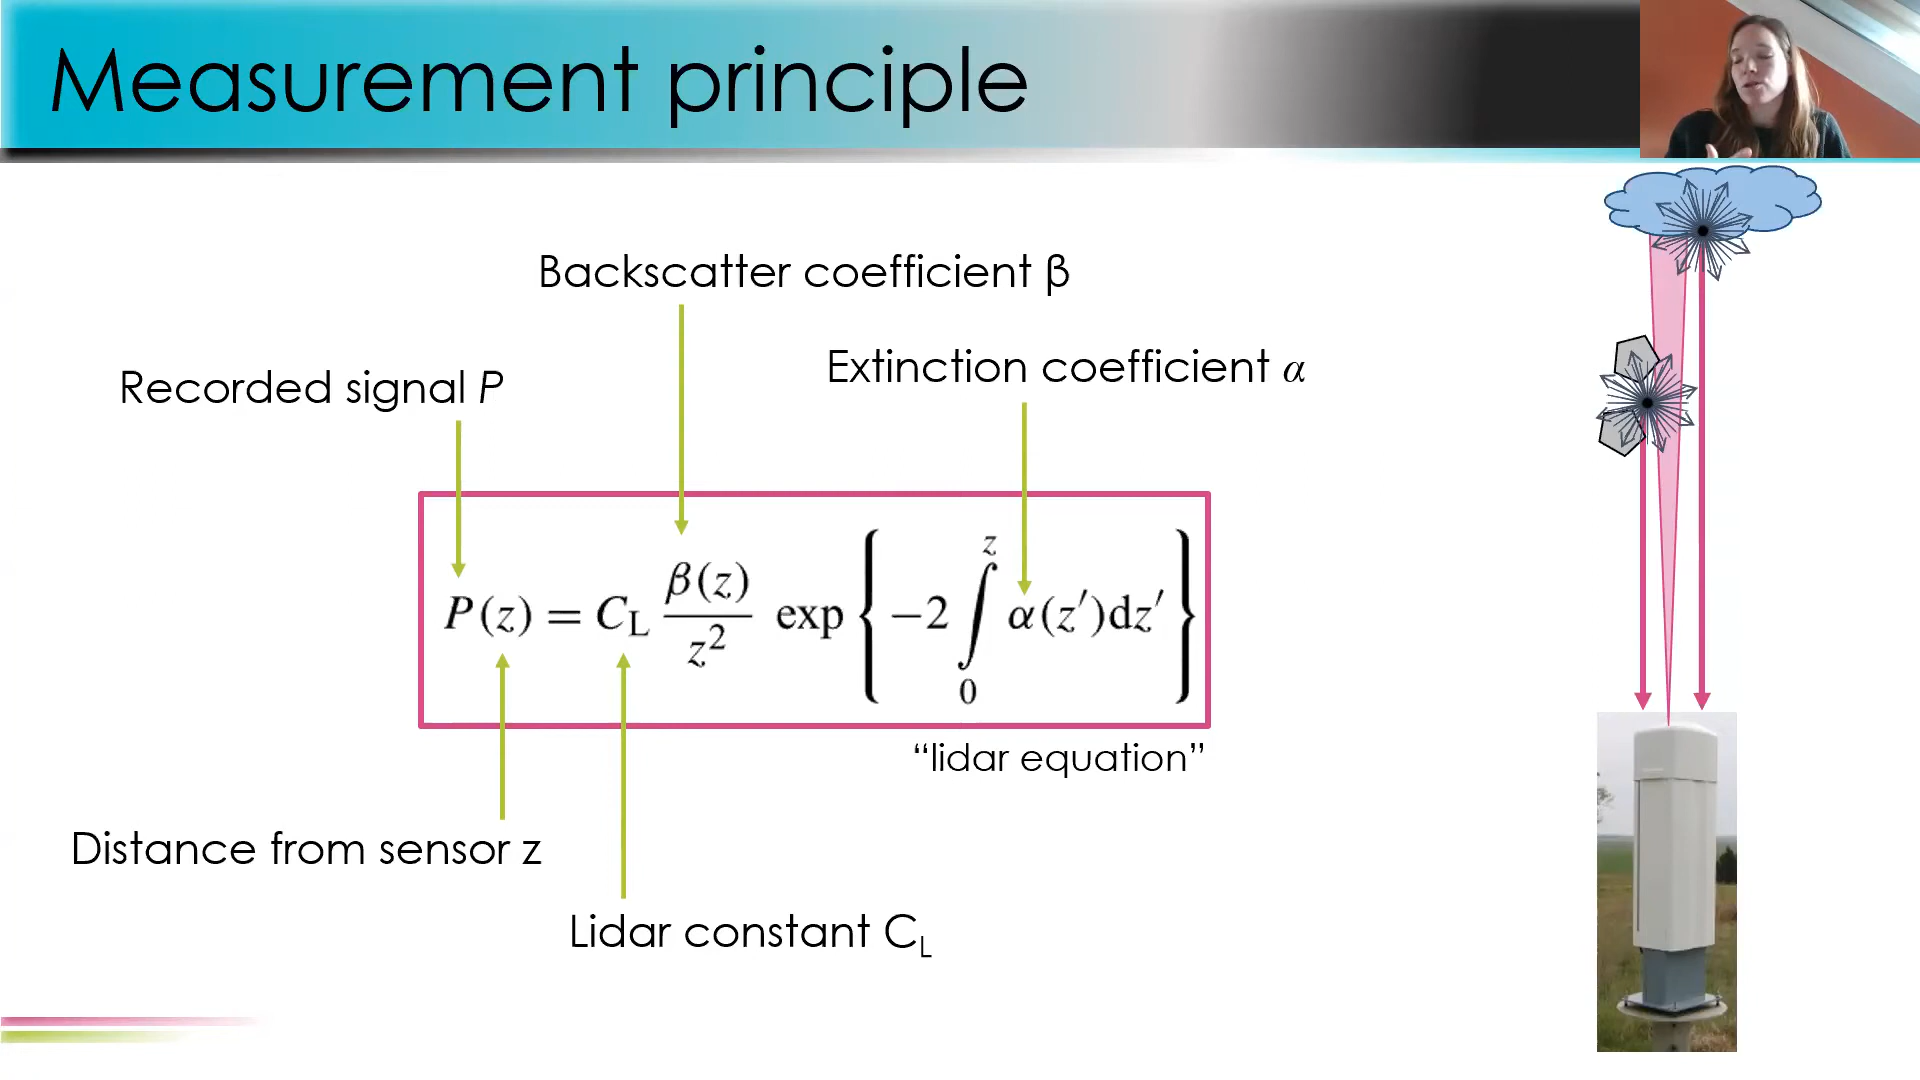 Measurement principle
Backscatter coefficient β
Extinction coefficient α
Recorded signal P
P(z) = C_L β(z)/z² exp{−2 ∫₀ᶻ α(z′)dz′}
“lidar equation”
Distance from sensor z
Lidar constant C_L